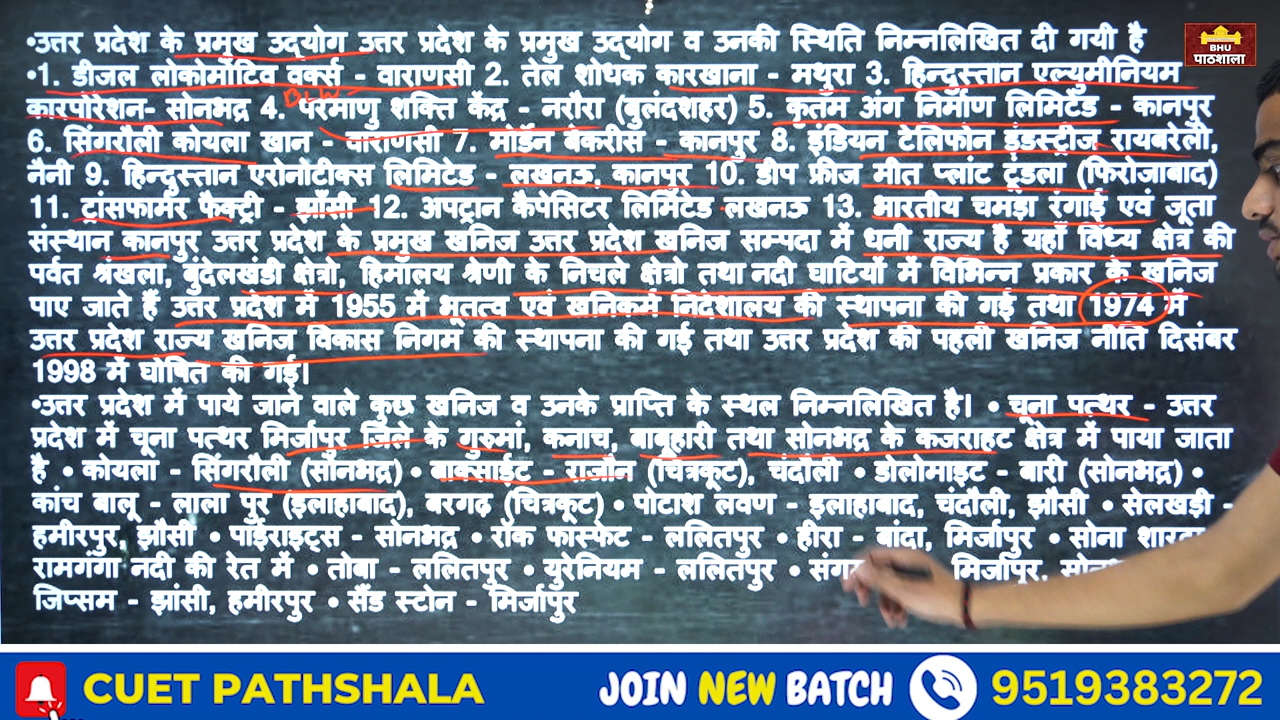 •उत्तर प्रदेश के प्रमुख उद्योग उत्तर प्रदेश के प्रमुख उद्योग व उनकी स्थिति निम्नलिखित दी गयी है
BHU
पाठशाला
•1. डीजल लोकोमोटिव वर्क्स - वाराणसी 2. तेल शोधक कारखाना - मथुरा 3. हिन्दुस्तान एल्युमीनियम
कारपोरेशन- सोनभद्र 4. परमाणु शक्ति केंद्र - नरौरा (बुलंदशहर) 5. कृतिम अंग निर्माण लिमिटेड - कानपुर
6. सिंगरौली कोयला खान - वाराणसी 7. मोर्डन बेकरीस - कानपुर 8. इंडियन टेलिफोन इंडस्ट्रीज रायबरेली,
नैनी 9. हिन्दुस्तान एरोनोटीक्स लिमिटेड - लखनऊ, कानपुर 10. डीप फ्रीज मीत प्लांट टूंडला (फिरोजाबाद)
11. ट्रांसफार्मर फैक्ट्री - झाँसी 12. अपट्रान कैपेसिटर लिमिटेड लखनऊ 13. भारतीय चमड़ा रंगाई एवं जूता
संस्थान कानपुर उत्तर प्रदेश के प्रमुख खनिज उत्तर प्रदेश खनिज सम्पदा में धनी राज्य है यहाँ विंध्य क्षेत्र की
पर्वत श्रंखला, बुंदेलखंडी क्षेत्रो, हिमालय श्रेणी के निचले क्षेत्रो तथा नदी घाटियों में विभिन्न प्रकार के खनिज
पाए जाते हैं उत्तर प्रदेश में 1955 में भूतत्व एवं खनिकर्म निदेशालय की स्थापना की गई तथा 1974 में
उत्तर प्रदेश राज्य खनिज विकास निगम की स्थापना की गई तथा उत्तर प्रदेश की पहली खनिज नीति दिसंबर
1998 में घोषित की गई।
•उत्तर प्रदेश में पाये जाने वाले कुछ खनिज व उनके प्राप्ति के स्थल निम्नलिखित है। • चूना पत्थर - उत्तर
प्रदेश में चूना पत्थर मिर्जापुर जिले के गुरुमां, कनाच, बाबूहारी तथा सोनभद्र के कजराहट क्षेत्र में पाया जाता
है • कोयला - सिंगरौली (सोनभद्र) • बाक्साईट - राजौन (चित्रकूट), चंदौली • डोलोमाइट - बारी (सोनभद्र) •
कांच बालू - लाला पुर (इलाहाबाद), बरगढ़ (चित्रकूट) • पोटाश लवण - इलाहाबाद, चंदौली, झाँसी • सेलखड़ी -
हमीरपुर, झाँसी • पाईराइट्स - सोनभद्र • रॉक फास्फेट - ललितपुर • हीरा - बांदा, मिर्जापुर • सोना
रामगंगा नदी की रेत में • तांबा - ललितपुर • युरेनियम - ललितपुर • मिर्जापुर,
जिप्सम - झांसी, हमीरपुर • सैंड स्टोन - मिर्जापुर
CUET PATHSHALA JOIN NEW BATCH 9519383272